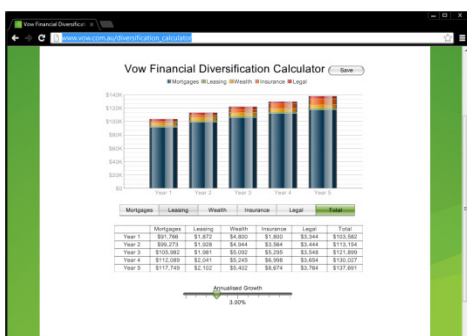 Vow Financial Diversificati x
www.vow.com.au/diversification_calculator
Vow Financial Diversification Calculator Save
Mortgages Leasing Wealth Insurance Legal
$140K
$120K
$100K
$80K
$60K
$40K
$20K
$0
Year 1 Year 2 Year 3 Year 4 Year 5
Mortgages Leasing Wealth Insurance Legal Total
Mortgages Leasing Wealth Insurance Legal Total
Year 1 $91,766 $1,872 $4,800 $1,800 $3,344 $103,582
Year 2 $99,273 $1,928 $4,944 $3,564 $3,444 $113,154
Year 3 $105,982 $1,981 $5,092 $5,295 $3,548 $121,899
Year 4 $112,089 $2,041 $5,245 $6,998 $3,654 $130,027
Year 5 $117,749 $2,102 $5,402 $8,674 $3,764 $137,691
Annualised Growth
3.00%